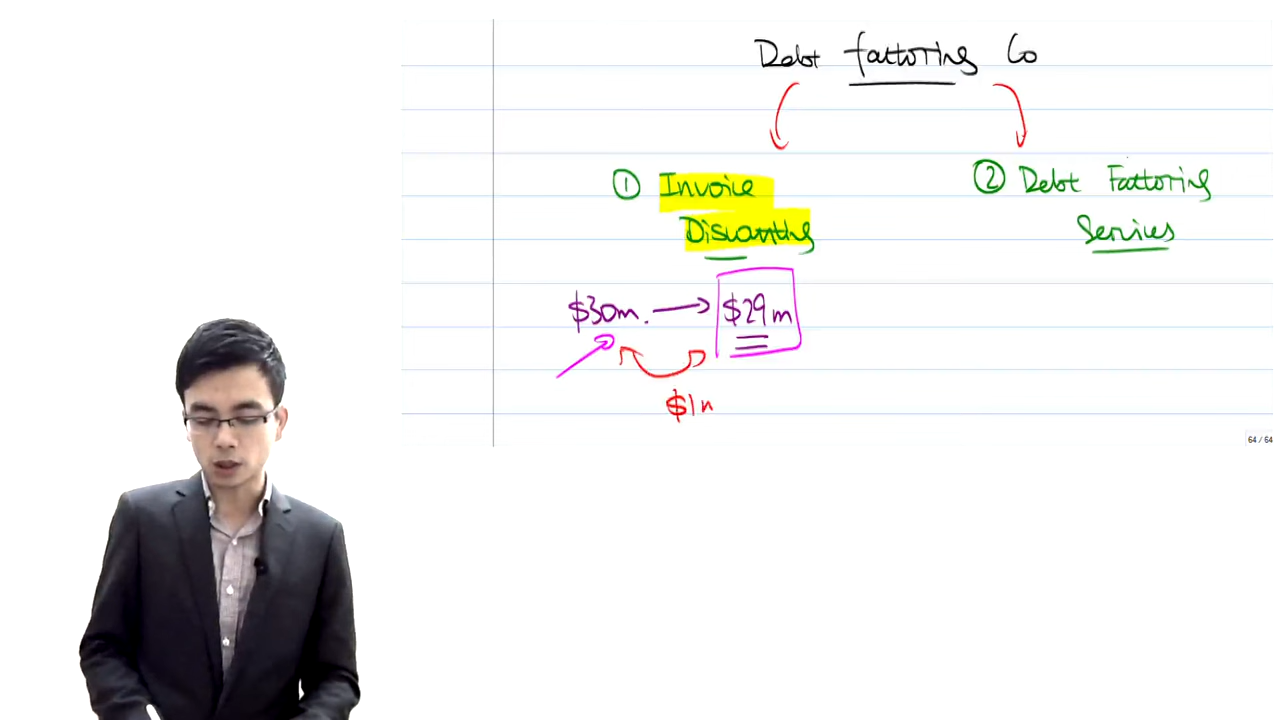 Debt Factoring Co
① Invoice
Discounting
② Debt Factoring
Services
$30m. → $29m
$1m
64 / 64